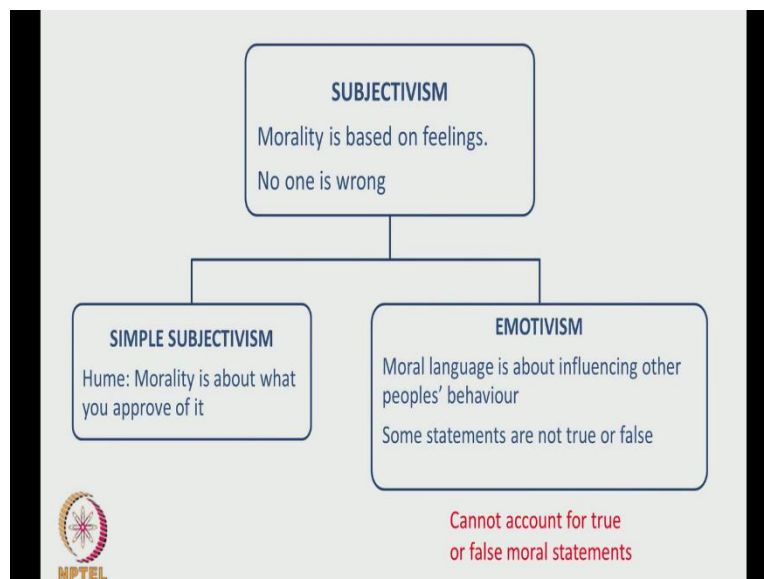 SUBJECTIVISM
Morality is based on feelings.
No one is wrong
SIMPLE SUBJECTIVISM
Hume: Morality is about what
you approve of it
EMOTIVISM
Moral language is about influencing other
peoples' behaviour
Some statements are not true or false
Cannot account for true
or false moral statements
NPTEL